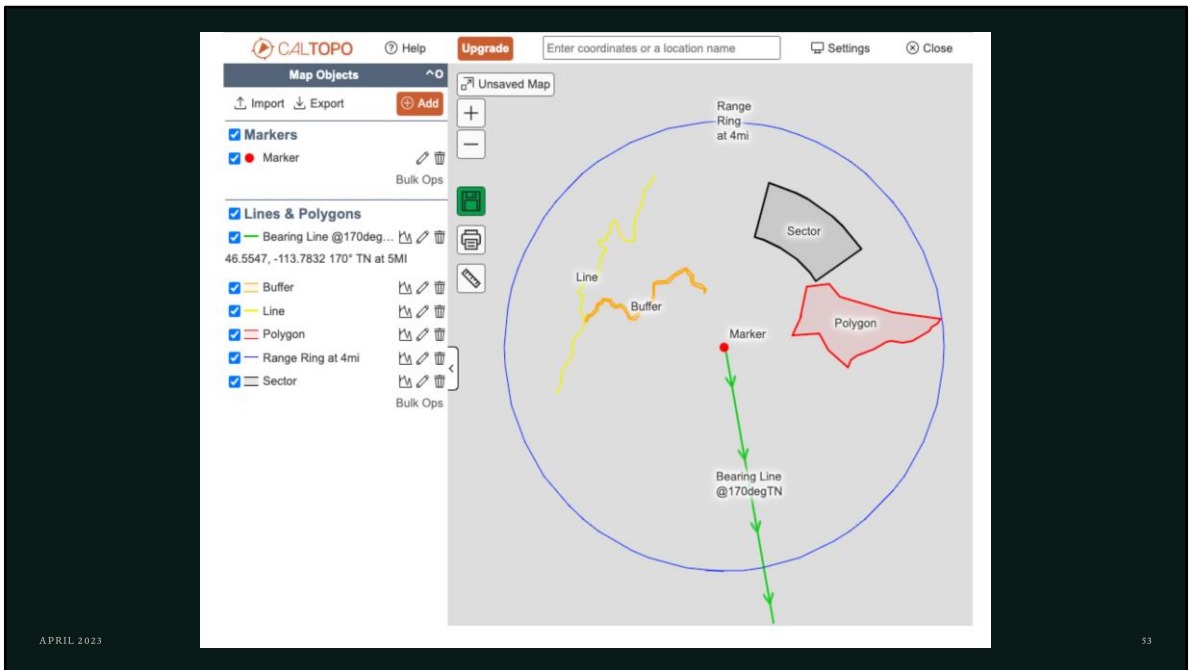 CALTOPO
Help
Upgrade
Enter coordinates or a location name
Settings
Close
Map Objects
^O
Import
Export
Add
Markers
Marker
Bulk Ops
Lines & Polygons
Bearing Line @170deg...
46.5547, -113.7832 170° TN at 5MI
Buffer
Line
Polygon
Range Ring at 4mi
Sector
Bulk Ops
Unsaved Map
Range
Ring
at 4mi
Sector
Line
Buffer
Polygon
Marker
Bearing Line
@170degTN
APRIL 2023
53